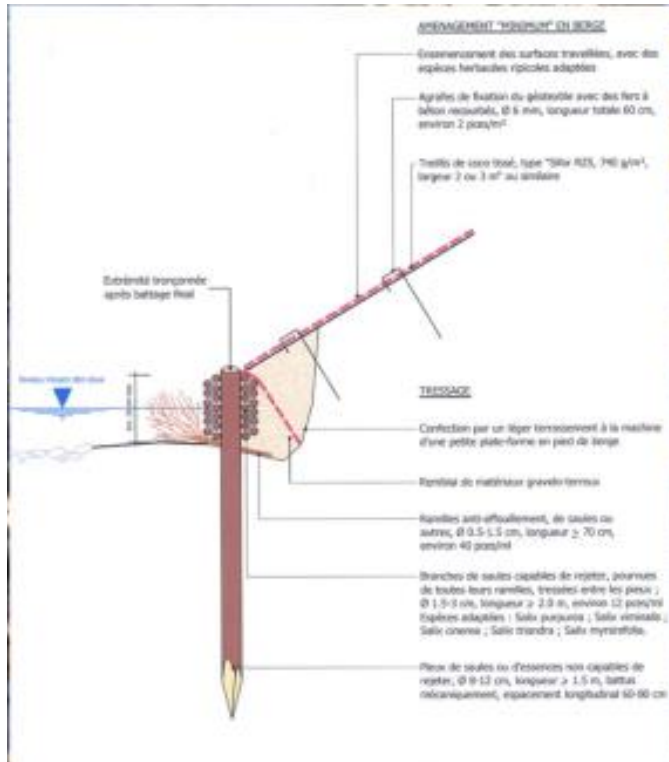 AMENAGEMENT "MINIMUM" EN BERGE
Ensemencement des surfaces travaillées, avec des
espèces herbacées ripicoles adaptées
Agrafes de fixation du géotextile avec des fers à
béton recourbés, Ø 6 mm, longueur totale 60 cm,
environ 2 pces/m²
Treillis de coco tissé, type 740 g/m²,
largeur 2 ou 3 m" ou similaire
Extrémité tronçonnée
après battage final
Niveau moyen des eaux
TRESSAGE
Confection par un léger terrassement à la machine
d'une petite plate-forme en pied de berge
Remblai de matériaux gravelo-terreux
Ramilles anti-affouillement, de saules ou
autres, Ø 0.5-1.5 cm, longueur ≥ 70 cm,
environ 40 pces/ml
Branches de saules capables de rejeter, pourvues
de toutes leurs ramilles, tressées entre les pieux ;
Ø 1.5-3 cm, longueur ≥ 2.0 m, environ 12 pces/ml
Espèces adaptées : Salix purpurea ; Salix viminalis ;
Salix cinerea ; Salix triandra ; Salix myrsinifolia.
Pieux de saules ou d'essences non capables de
rejeter, Ø 8-12 cm, longueur ≥ 1.5 m, battus
mécaniquement, espacement longitudinal 60-80 cm